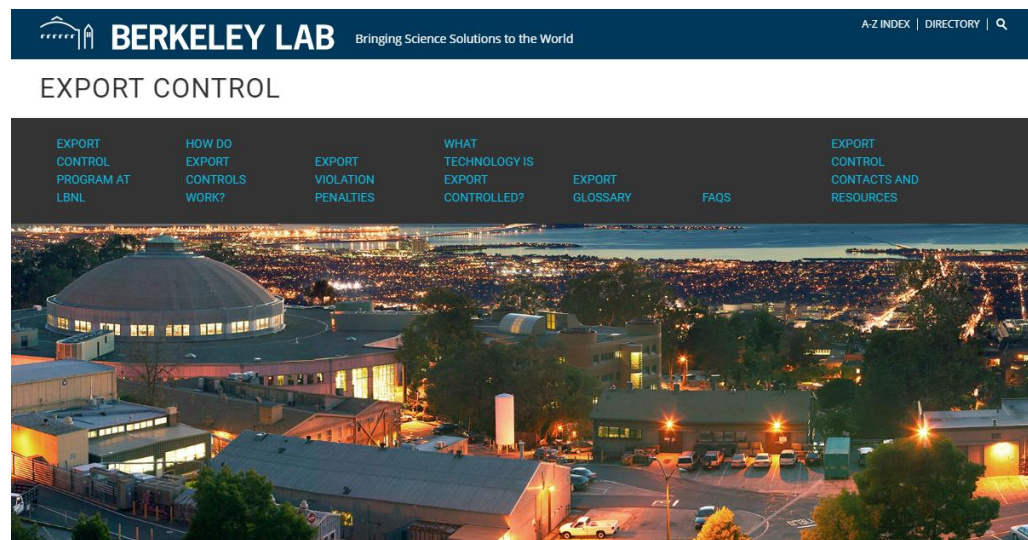 BERKELEY LAB
Bringing Science Solutions to the World
A-Z INDEX | DIRECTORY |
EXPORT CONTROL
EXPORT
CONTROL
PROGRAM AT
LBNL
HOW DO
EXPORT
CONTROLS
WORK?
EXPORT
VIOLATION
PENALTIES
WHAT
TECHNOLOGY IS
EXPORT
CONTROLLED?
EXPORT
GLOSSARY
FAQS
EXPORT
CONTROL
CONTACTS AND
RESOURCES